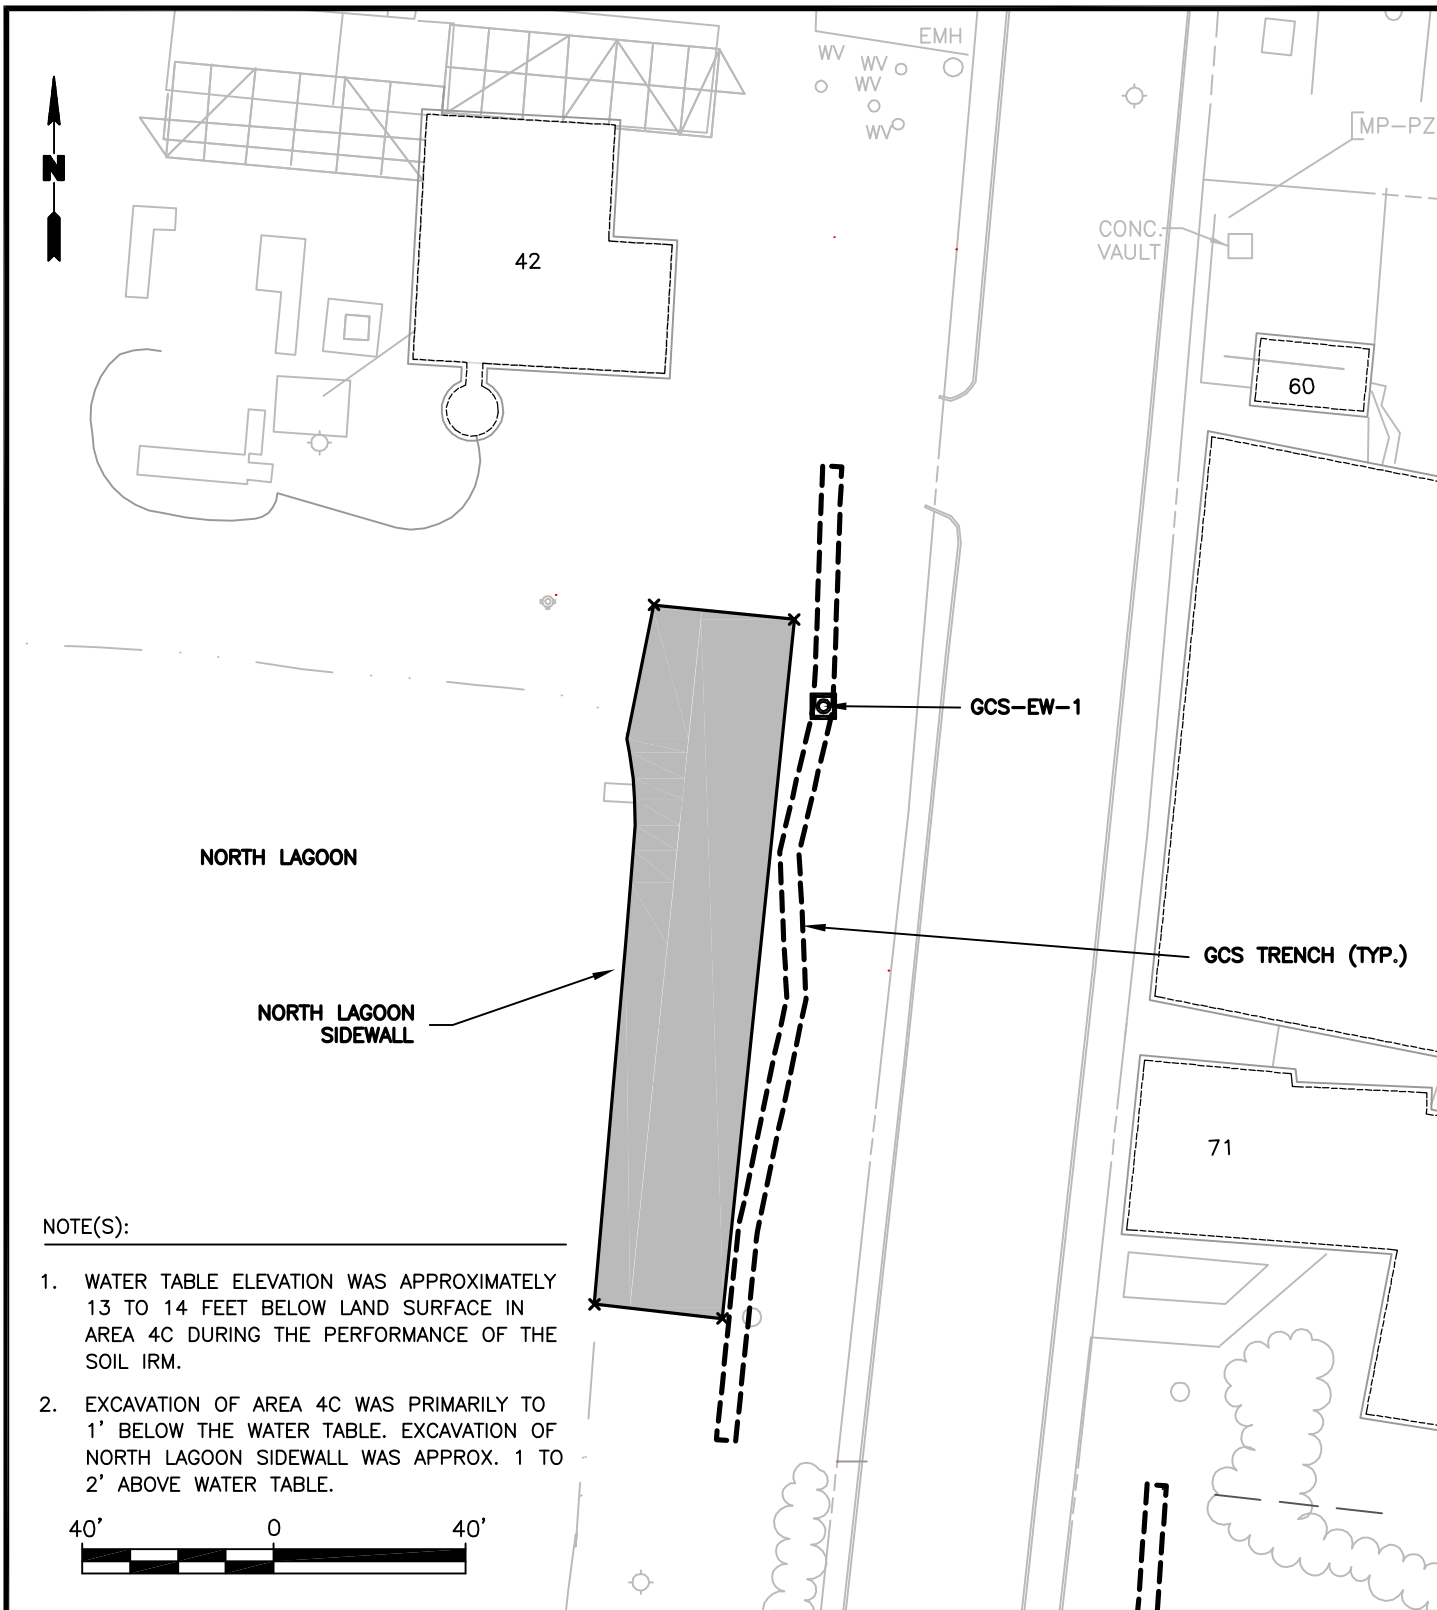 EMH
WV
WV
WV
WV
MP-PZ
N
CONC.
VAULT
42
60
GCS-EW-1
NORTH LAGOON
GCS TRENCH (TYP.)
NORTH LAGOON
SIDEWALL
71
NOTE(S):
1. WATER TABLE ELEVATION WAS APPROXIMATELY
13 TO 14 FEET BELOW LAND SURFACE IN
AREA 4C DURING THE PERFORMANCE OF THE
SOIL IRM.
2. EXCAVATION OF AREA 4C WAS PRIMARILY TO
1' BELOW THE WATER TABLE. EXCAVATION OF
NORTH LAGOON SIDEWALL WAS APPROX. 1 TO
2' ABOVE WATER TABLE.
40' 0 40'